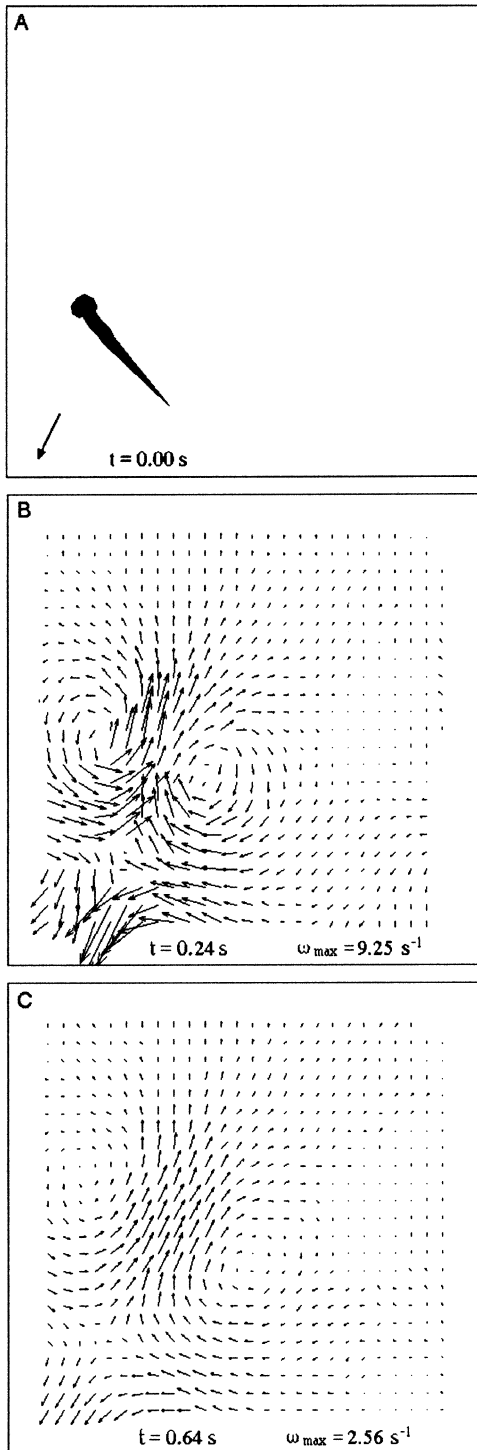 A
t = 0.00 s
B
t = 0.24 s ω max = 9.25 s⁻¹
C
t = 0.64 s ω max = 2.56 s⁻¹